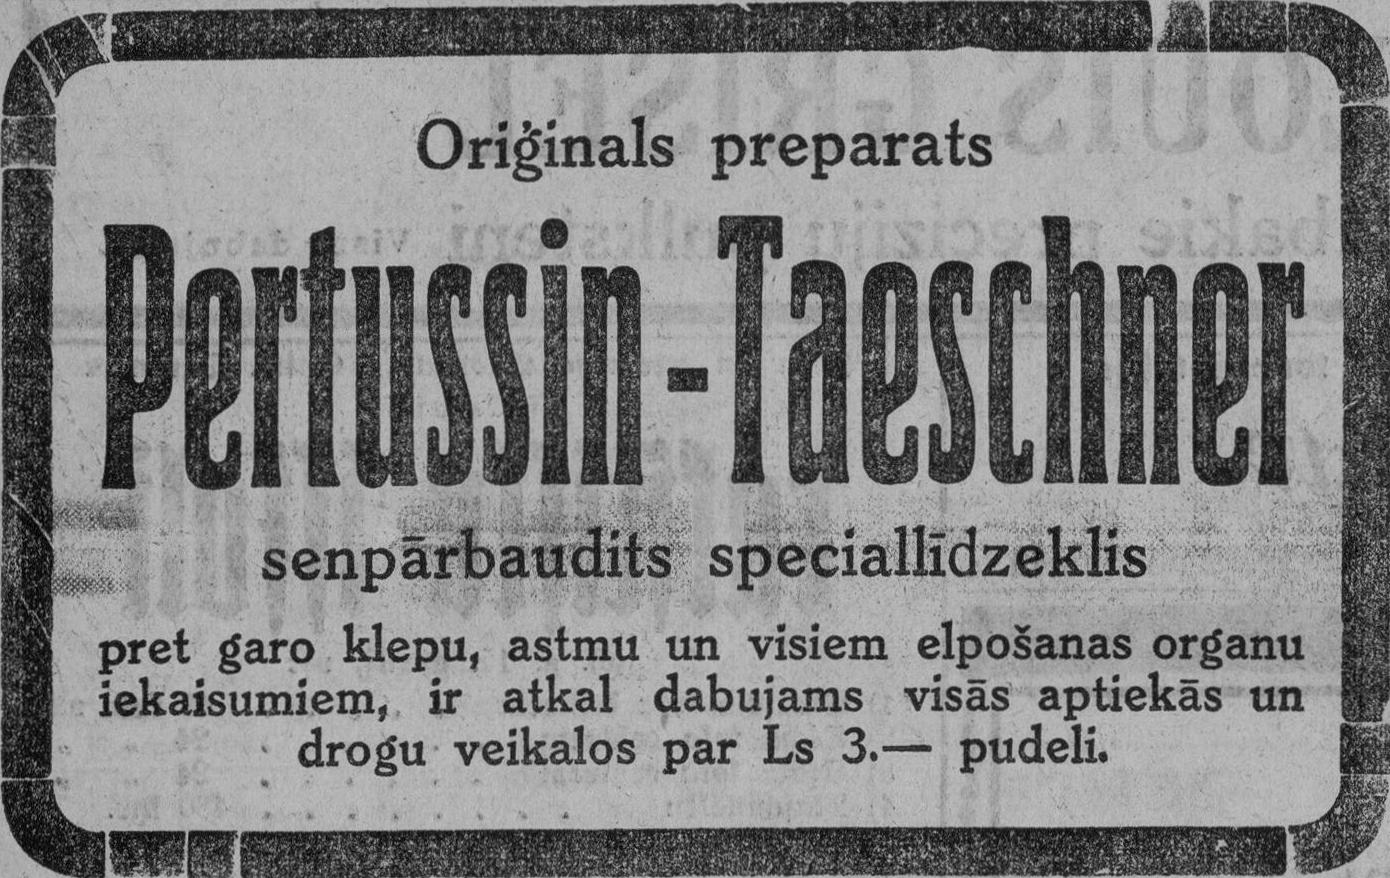 Oriģinals preparats
Pertussin-Taeschner
senpārbaudits speciallīdzeklis
pret garo klepu, astmu un visiem elpošanas organu
iekaisumiem, ir atkal dabujams visās aptiekās un
drogu veikalos par Ls 3.— pudeli.